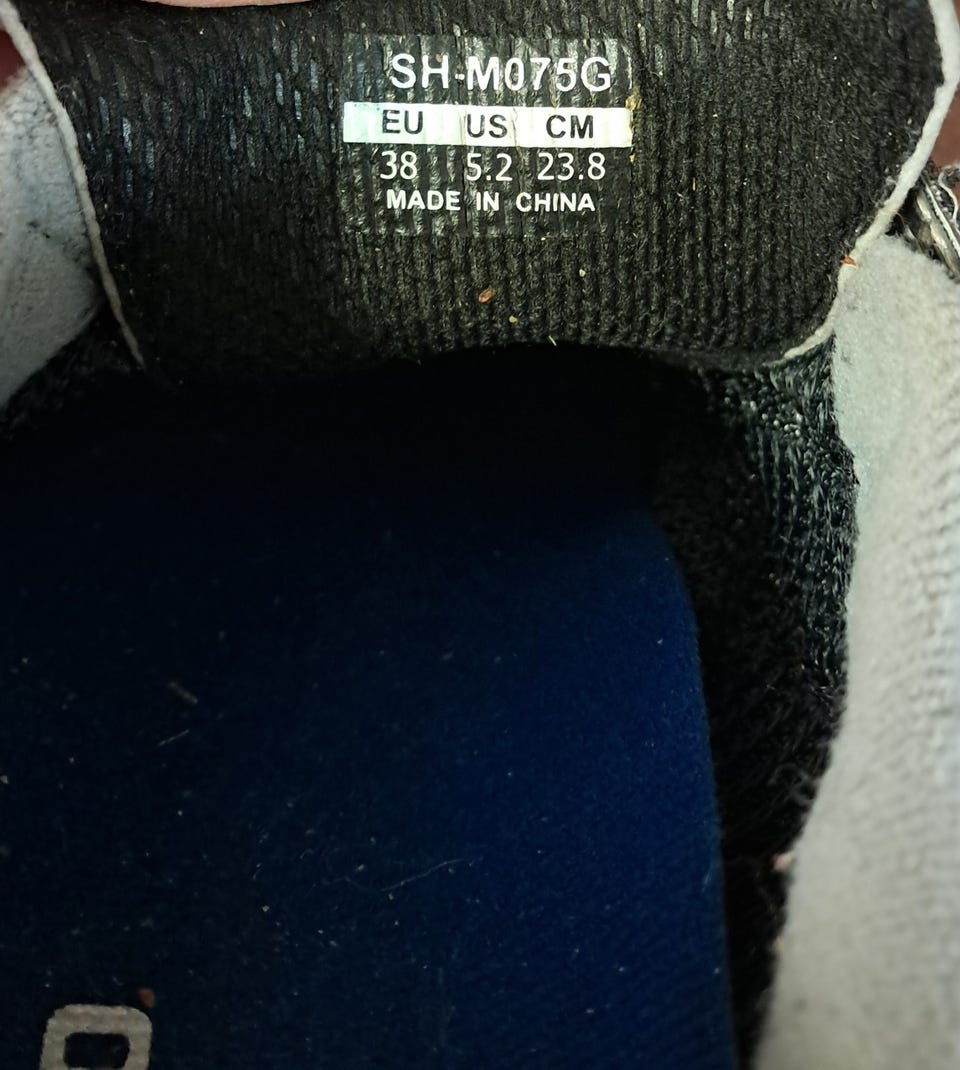 SH-M075G
EU US CM
38 5.2 23.8
MADE IN CHINA